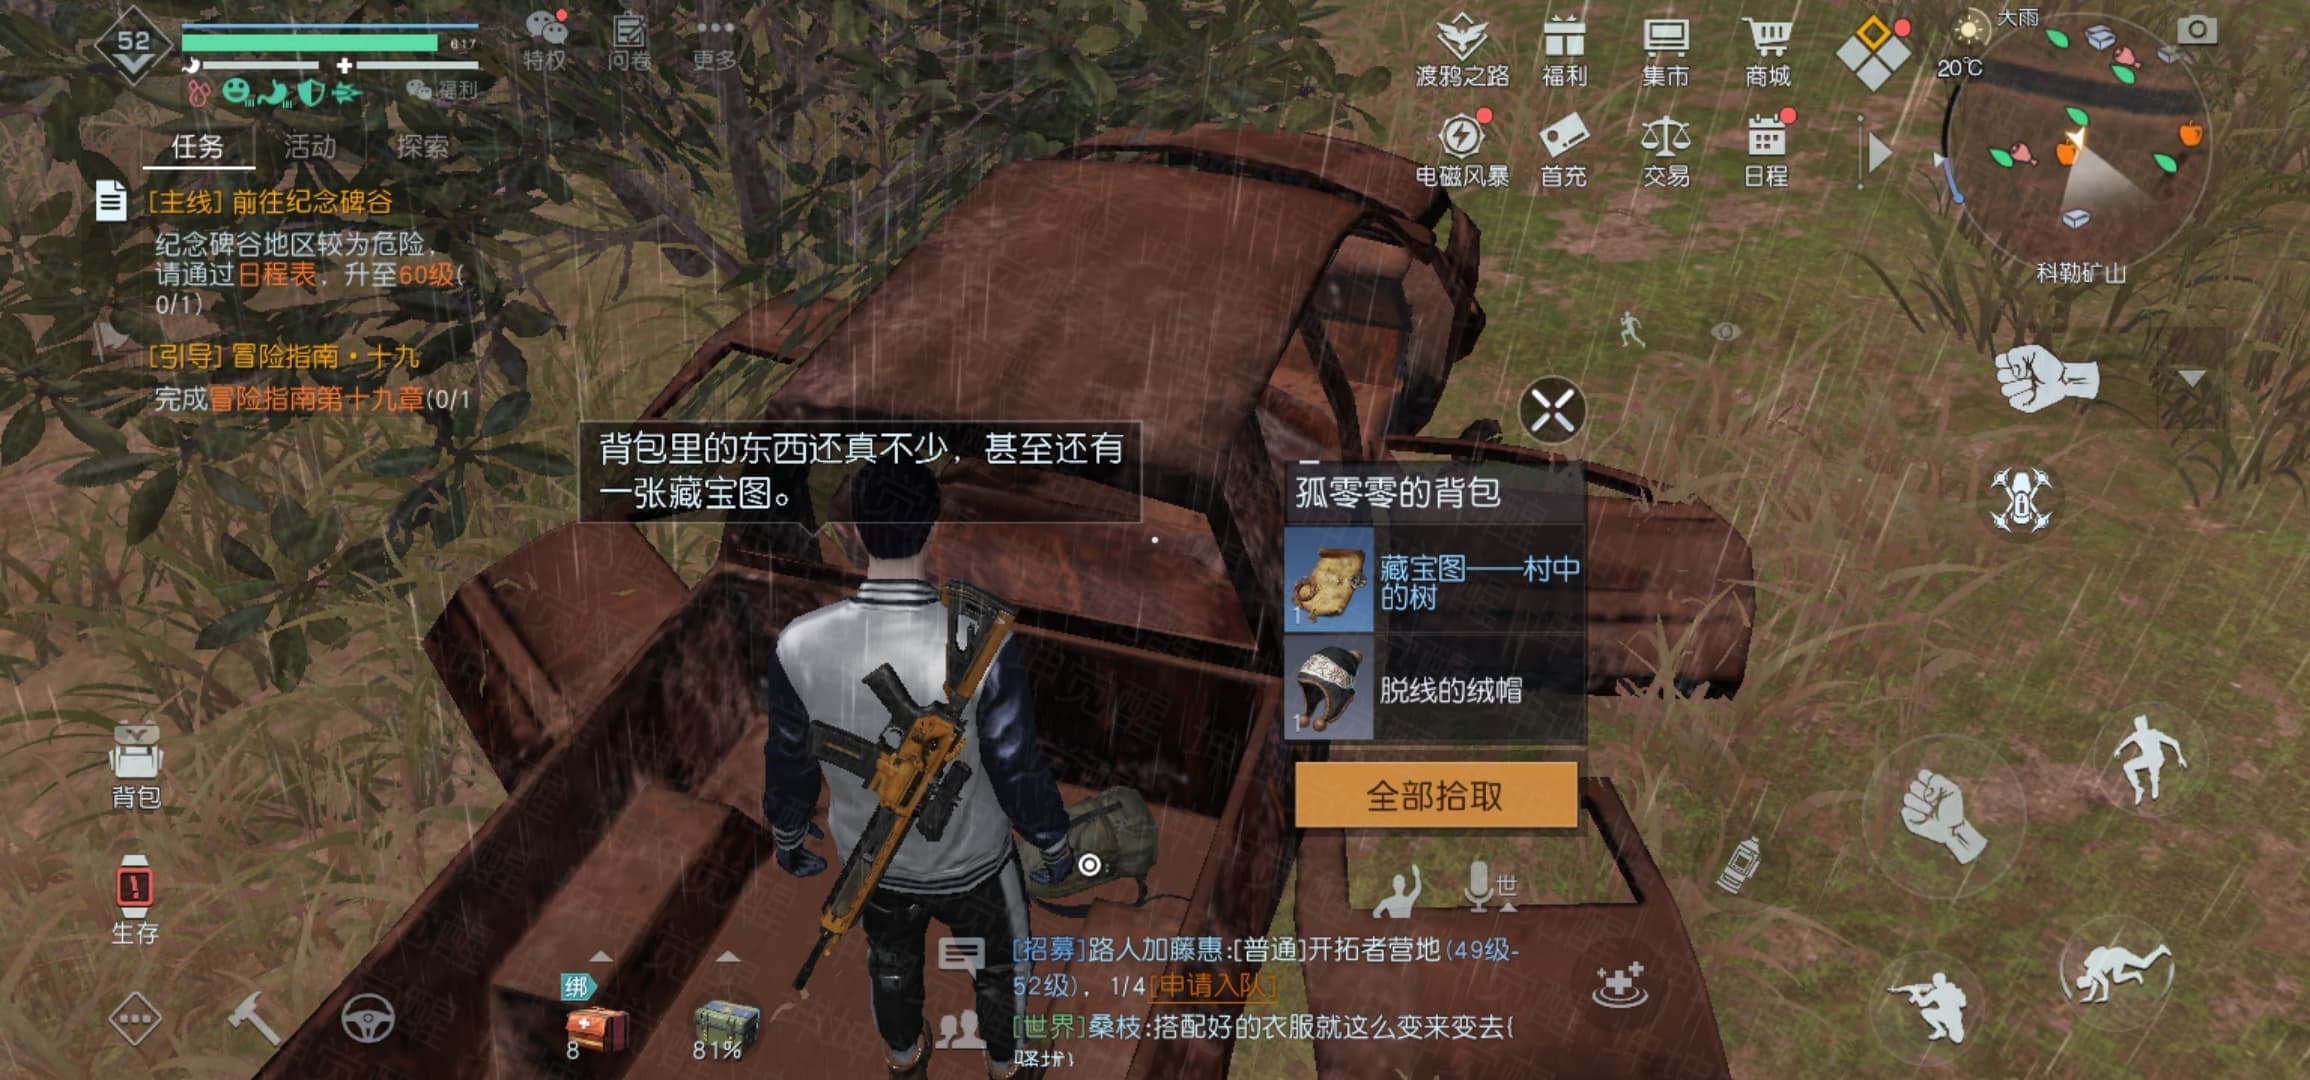 52
617
特权
问卷
更多
福利
任务
活动
探索
[主线] 前往纪念碑谷
纪念碑谷地区较为危险，
请通过日程表，升至60级(
0/1)
[引导] 冒险指南·十九
完成冒险指南第十九章(0/1
渡鸦之路
福利
集市
商城
电磁风暴
首充
交易
日程
大雨
20℃
科勒矿山
背包里的东西还真不少，甚至还有
一张藏宝图。
孤零零的背包
藏宝图——村中
的树
1
脱线的绒帽
1
全部拾取
背包
生存
绑
8
81%
世
[招募]路人加藤惠:[普通]开拓者营地(49级-
52级)，1/4[申请入队]
[世界]桑枝:搭配好的衣服就这么变来变去{
骚扰}